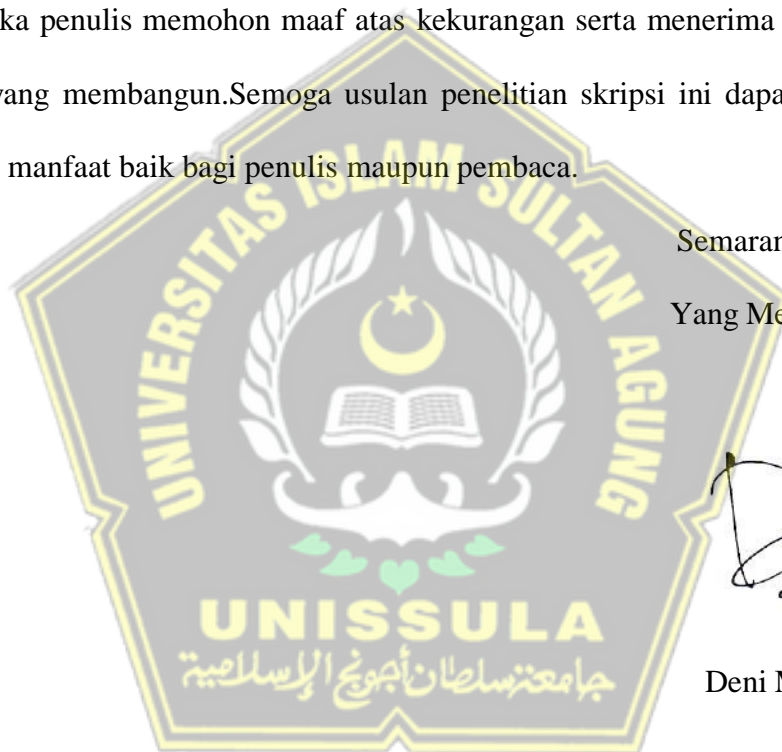 ka penulis memohon maaf atas kekurangan serta menerima
yang membangun.Semoga usulan penelitian skripsi ini dapa
manfaat baik bagi penulis maupun pembaca.
UNIVERSITAS ISLAM SULTAN AGUNG
Semaran
Yang Me
UNISSULA
جامعة سلطان أجونج الإسلامية
Deni M